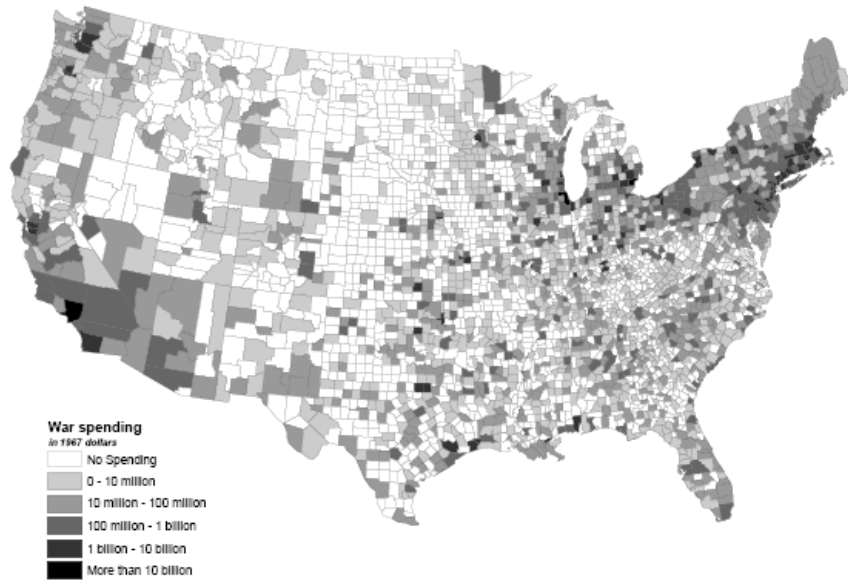 War spending
in 1967 dollars
No Spending
0 - 10 million
10 million - 100 million
100 million - 1 billion
1 billion - 10 billion
More than 10 billion